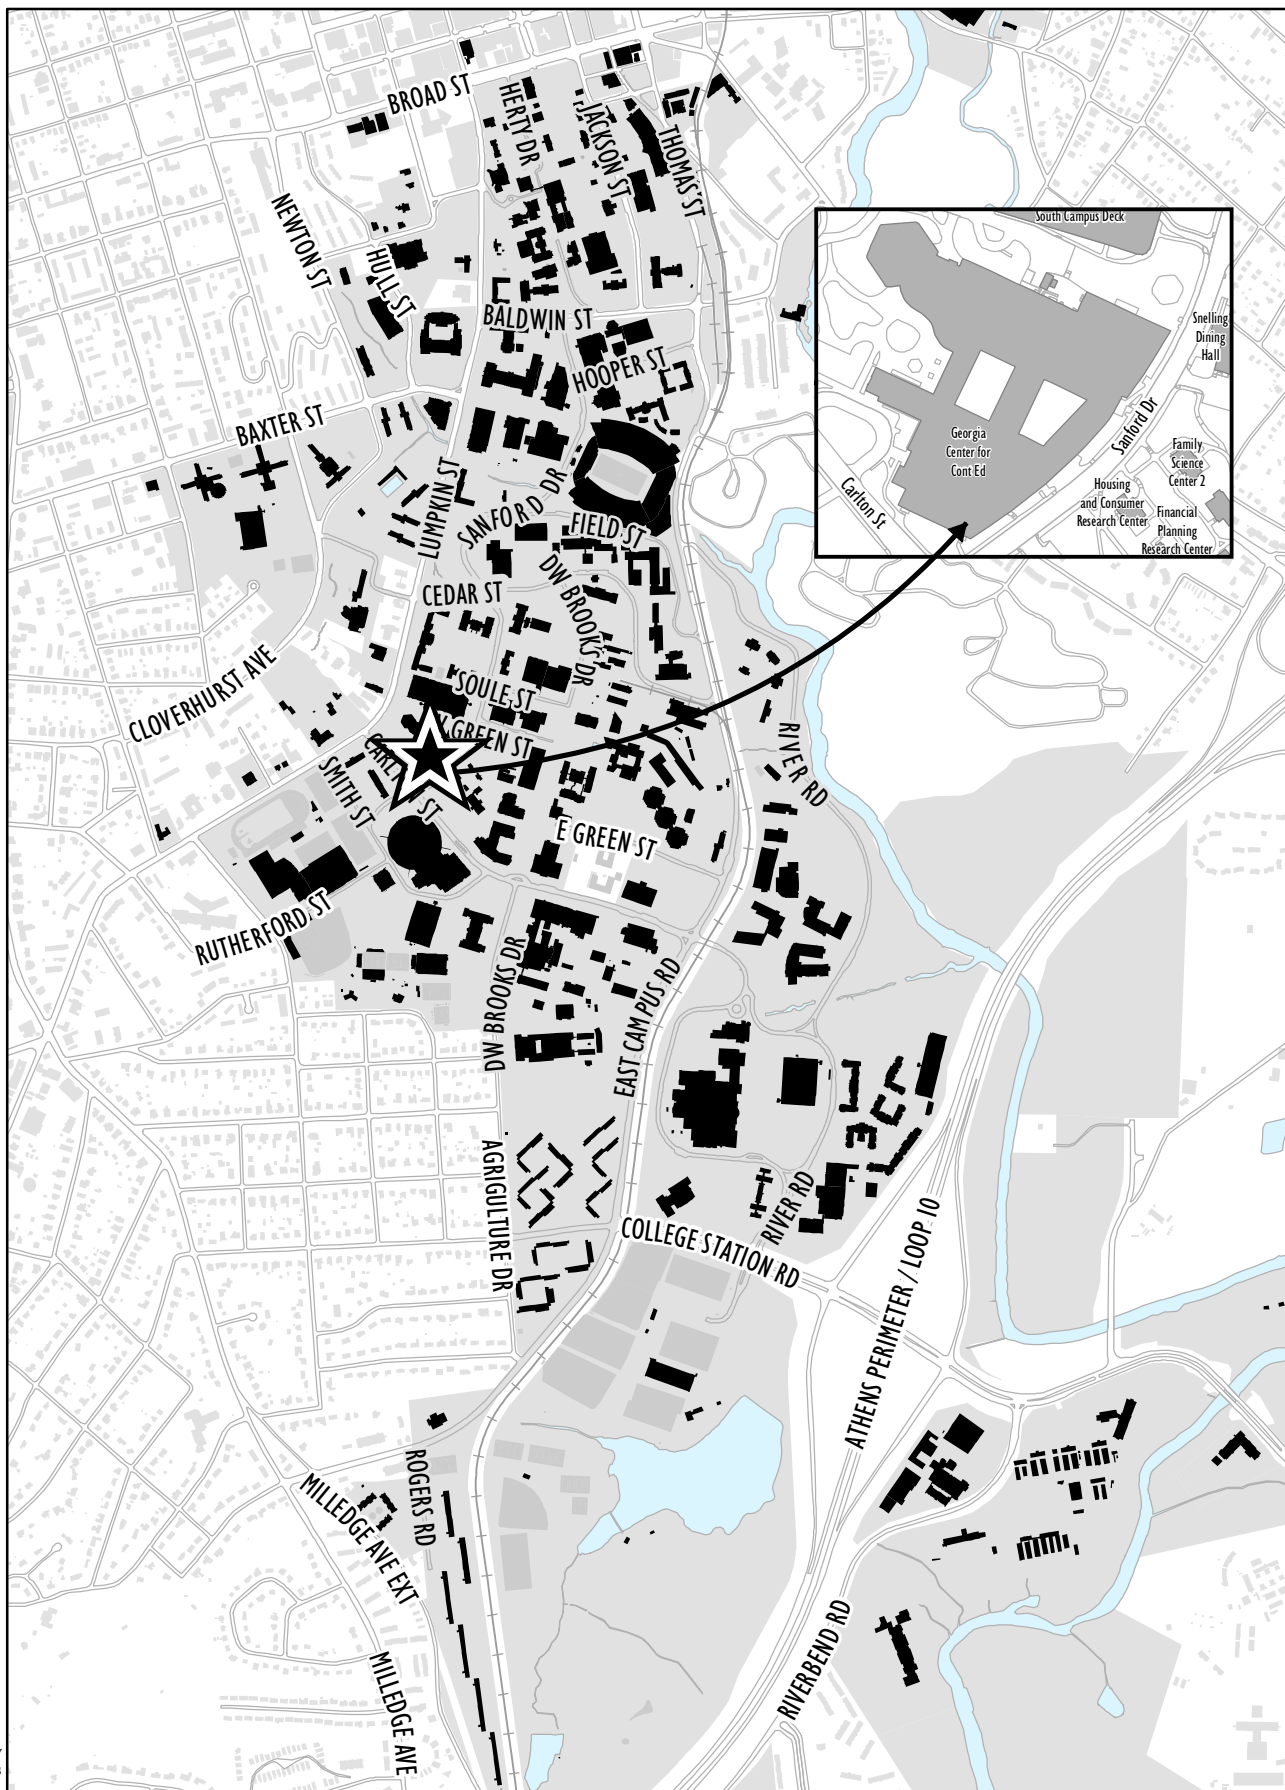 BROAD ST
HERTY DR
JACKSON ST
THOMAS ST
NEWTON ST
HULL ST
BALDWIN ST
HOOPER ST
BAXTER ST
LUMPKIN ST
SANFORD DR
FIELD ST
CEDAR ST
DW BROOKS DR
SOULE ST
GREEN ST
CLOVERHURST AVE
SMITH ST
ST
E GREEN ST
RIVER RD
RUTHERFORD ST
DW BROOKS DR
EAST CAMPUS RD
AGRIGULTURE DR
COLLEGE STATION RD
RIVER RD
ATHENS PERIMETER / LOOP 10
ROGERS RD
MILLEDGE AVE EXT
MILLEDGE AVE
RIVERBEND RD
South Campus Deck
Snelling
Dining
Hall
Georgia
Center for
Cont Ed
Sanford Dr
Carlton St
Family
Science
Center 2
Housing
and Consumer
Research Center
Financial
Planning
Research Center